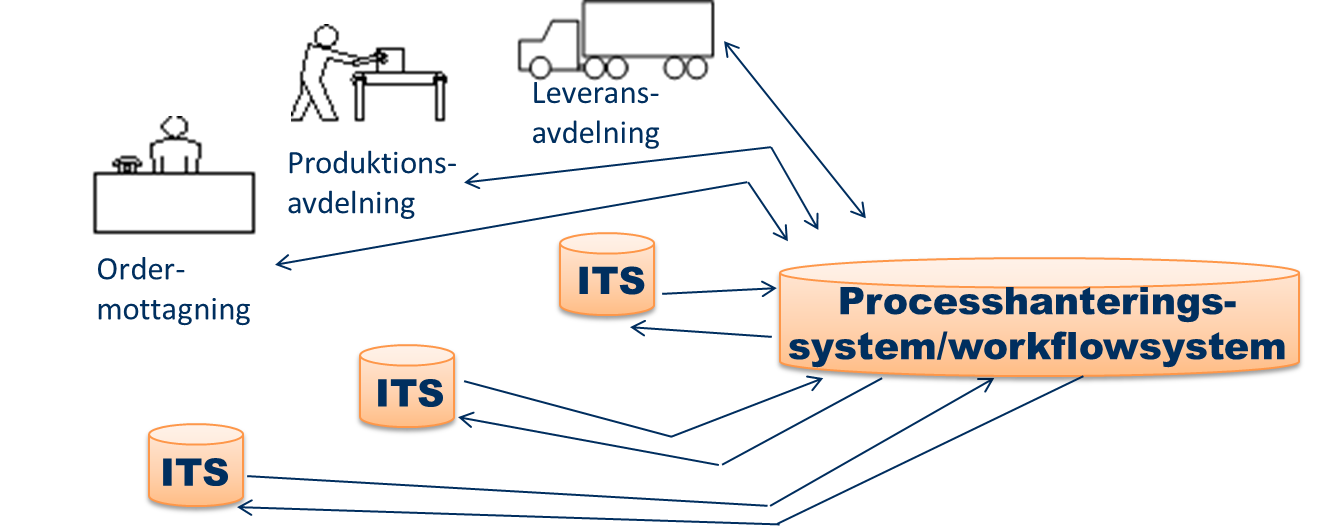 Leverans-
avdelning
Produktions-
avdelning
Order-
mottagning
ITS
Processhanterings-
system/workflowsystem
ITS
ITS